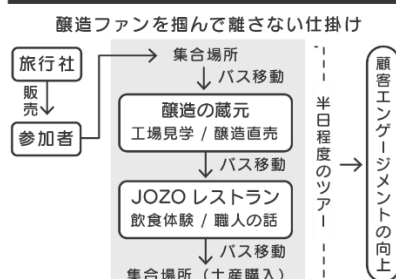 醸造ファンを掴んで離さない仕掛け
旅行社
販売
参加者
集合場所
バス移動
醸造の蔵元
工場見学 / 醸造直売
バス移動
JOZO レストラン
飲食体験 / 職人の話
バス移動
集合場所（土産購入）
半日程度のツアー
顧客エンゲージメントの向上